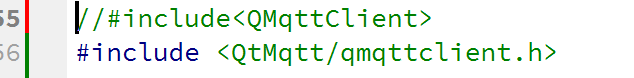 55 //#include<QMqttClient>
56 #include <QtMqtt/qmqttclient.h>